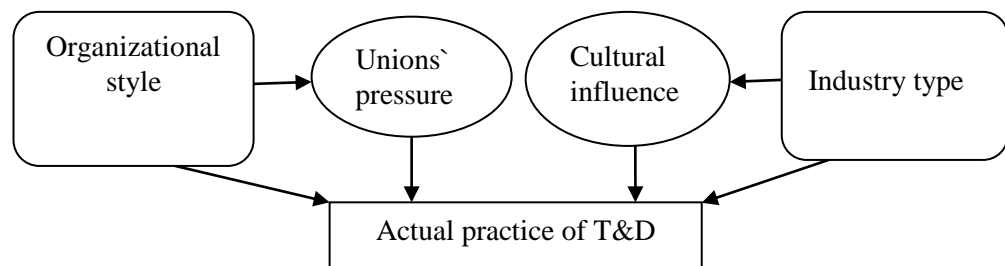 Organizational
style
Unions`
pressure
Cultural
influence
Industry type
Actual practice of T&D